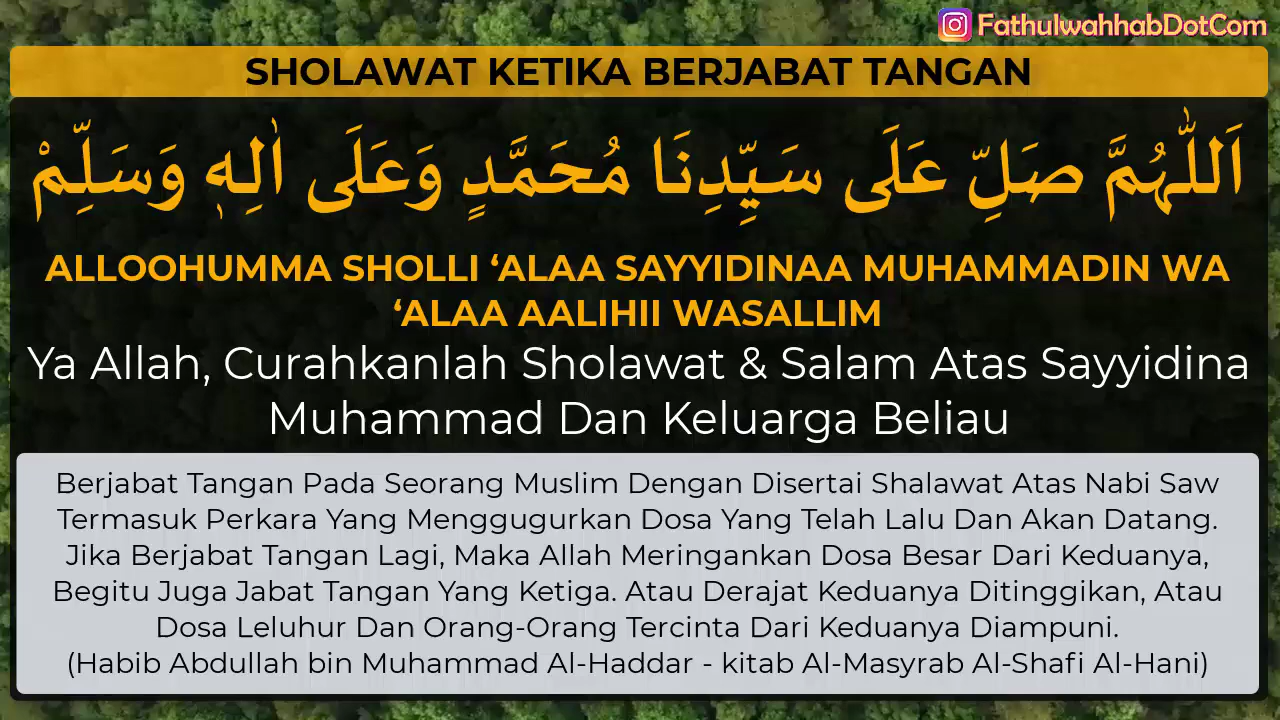 FathulwahhabDotCom
SHOLAWAT KETIKA BERJABAT TANGAN
اَللّٰهُمَّ صَلِّ عَلَى سَيِّدِنَا مُحَمَّدٍ وَعَلَى اٰلِهٖ وَسَلِّمْ
ALLOOHUMMA SHOLLI ‘ALAA SAYYIDINAA MUHAMMADIN WA
‘ALAA AALIHII WASALLIM
Ya Allah, Curahkanlah Sholawat & Salam Atas Sayyidina
Muhammad Dan Keluarga Beliau
Berjabat Tangan Pada Seorang Muslim Dengan Disertai Shalawat Atas Nabi Saw
Termasuk Perkara Yang Menggugurkan Dosa Yang Telah Lalu Dan Akan Datang.
Jika Berjabat Tangan Lagi, Maka Allah Meringankan Dosa Besar Dari Keduanya,
Begitu Juga Jabat Tangan Yang Ketiga. Atau Derajat Keduanya Ditinggikan, Atau
Dosa Leluhur Dan Orang-Orang Tercinta Dari Keduanya Diampuni.
(Habib Abdullah bin Muhammad Al-Haddar - kitab Al-Masyrab Al-Shafi Al-Hani)